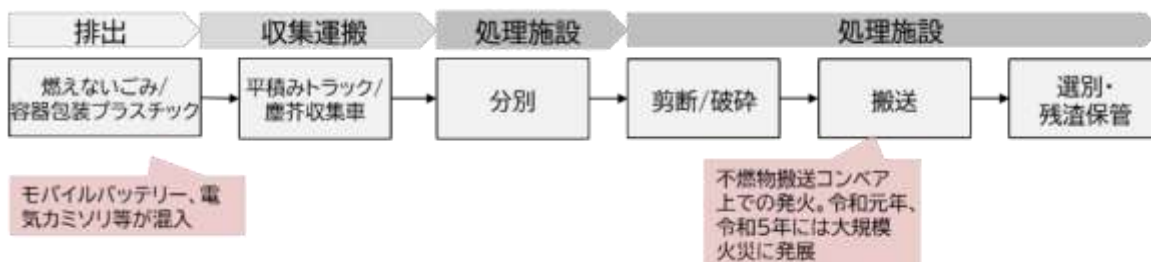 排出
収集運搬
処理施設
処理施設
燃えないごみ/
容器包装プラスチック
平積みトラック/
塵芥収集車
分別
剪断/破砕
搬送
選別・
残渣保管
モバイルバッテリー、電
気カミソリ等が混入
不燃物搬送コンベア
上での発火。令和元年、
令和5年には大規模
火災に発展